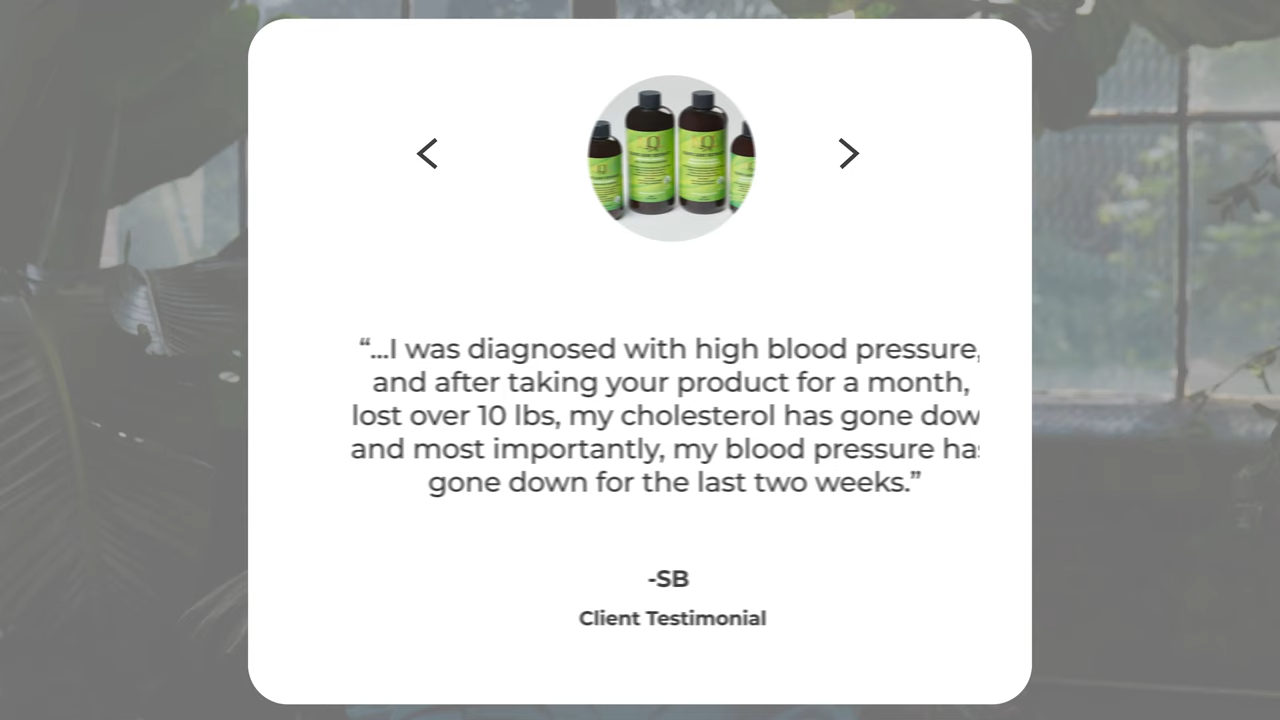 “...I was diagnosed with high blood pressure,
and after taking your product for a month,
lost over 10 lbs, my cholesterol has gone dow
and most importantly, my blood pressure has
gone down for the last two weeks.”
-SB
Client Testimonial